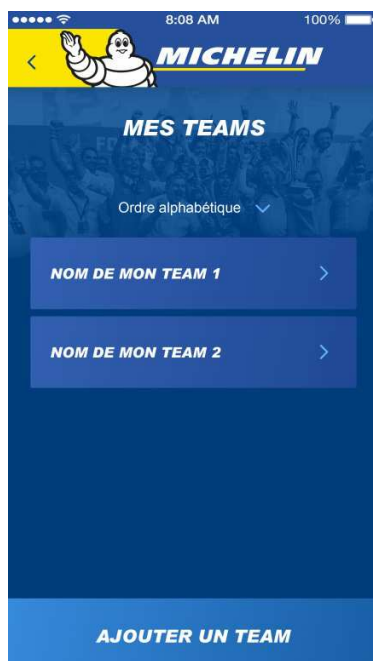 8:08 AM 100%
MICHELIN
MES TEAMS
Ordre alphabétique
NOM DE MON TEAM 1
NOM DE MON TEAM 2
AJOUTER UN TEAM